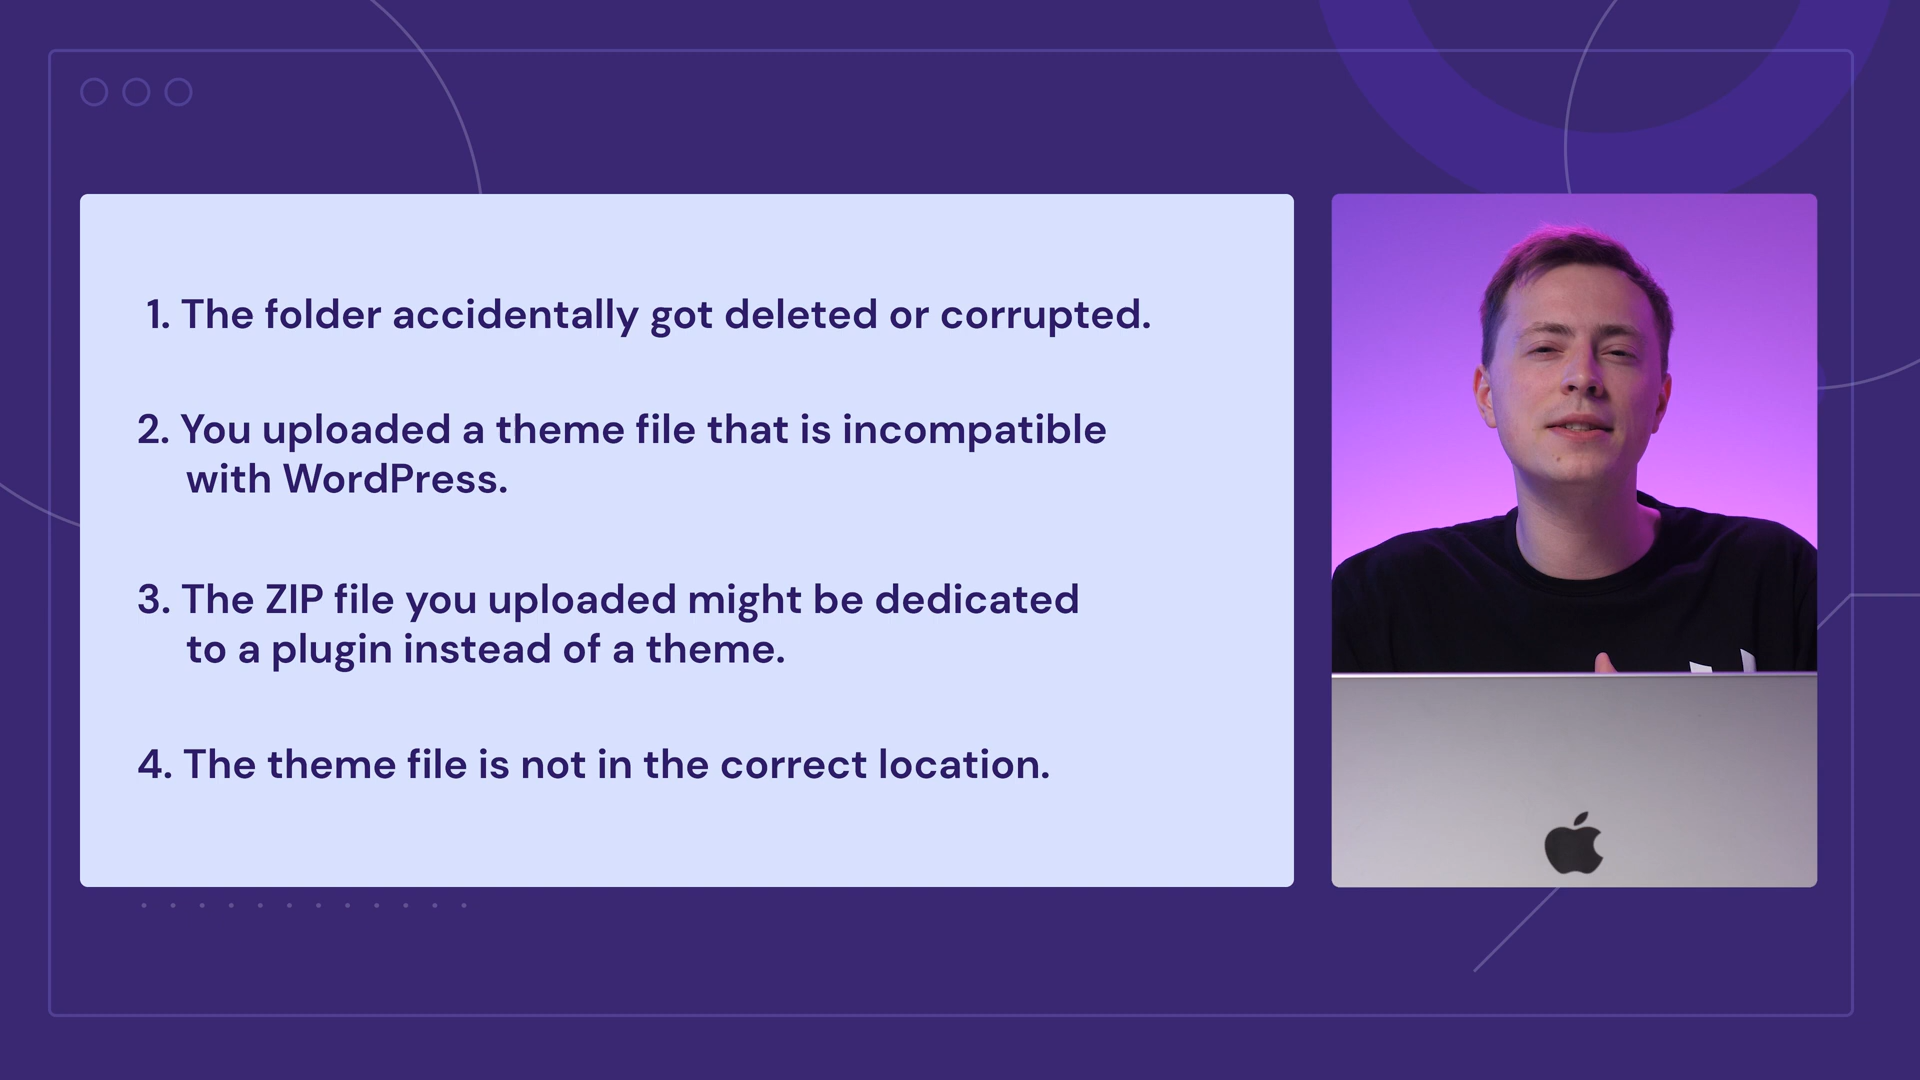 1. The folder accidentally got deleted or corrupted.
2. You uploaded a theme file that is incompatible
with WordPress.
3. The ZIP file you uploaded might be dedicated
to a plugin instead of a theme.
4. The theme file is not in the correct location.